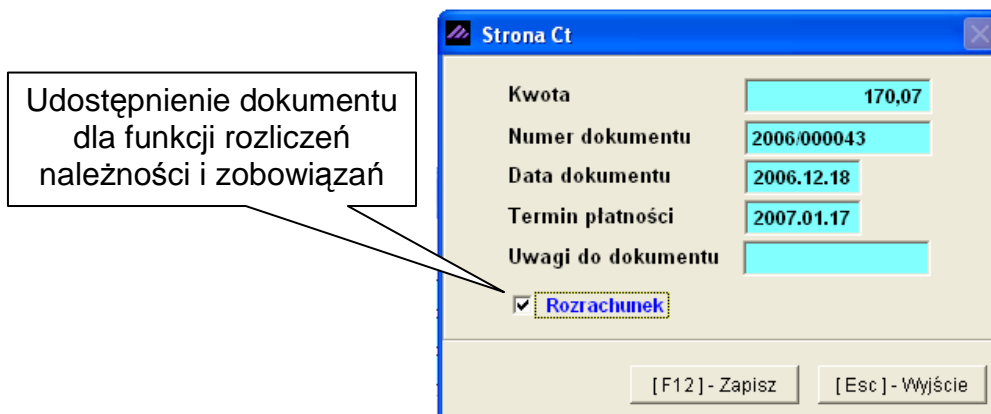 Strona Ct
Udostępnienie dokumentu
dla funkcji rozliczeń
należności i zobowiązań
Kwota 170,07
Numer dokumentu 2006/000043
Data dokumentu 2006.12.18
Termin płatności 2007.01.17
Uwagi do dokumentu
Rozrachunek
[ F12 ] - Zapisz [ Esc ] - Wyjście